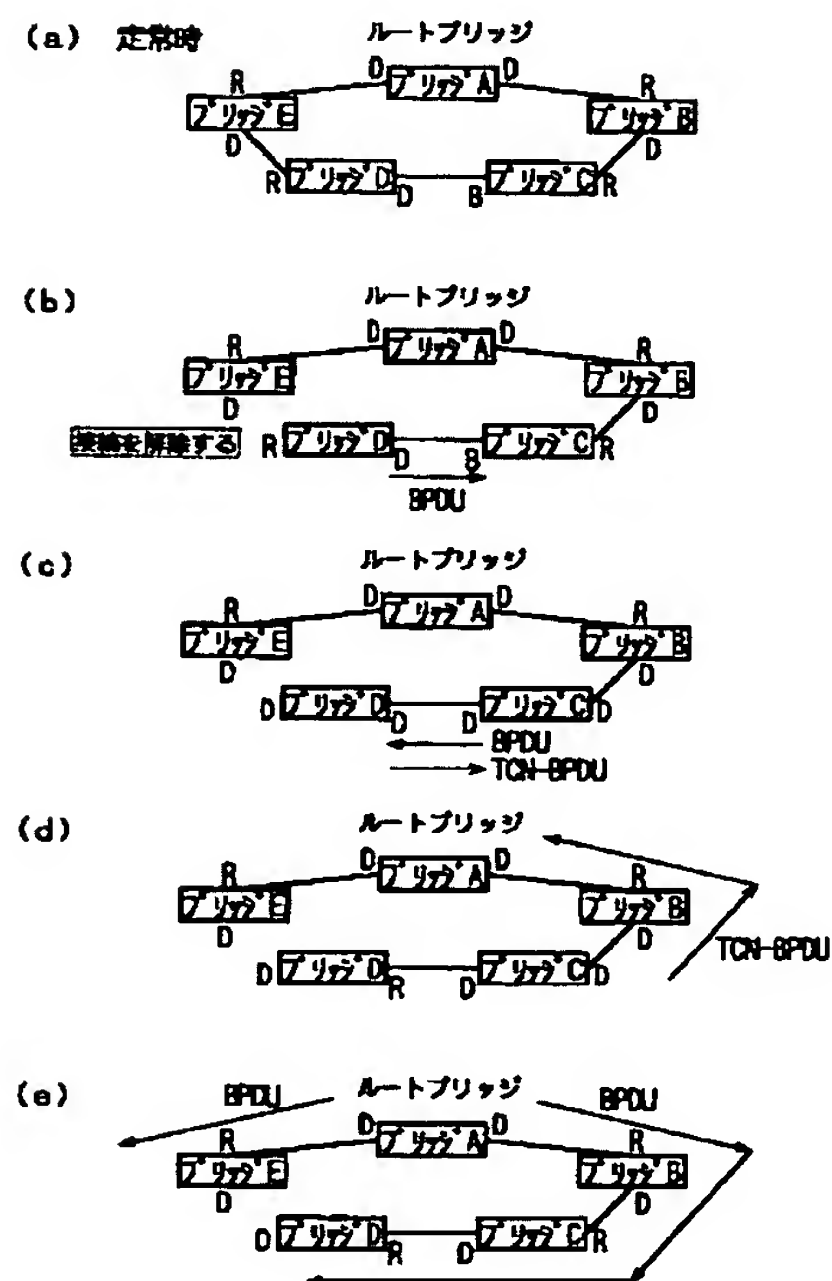 (a) 定常時
ルートブリッジ
D ブリッジA D
R R
ブリッジE ブリッジB
D D
R ブリッジD D B ブリッジC R
(b)
ルートブリッジ
D ブリッジA D
R R
ブリッジE ブリッジB
D D
接続を解除する R ブリッジD D B ブリッジC R
BPDU
(c)
ルートブリッジ
D ブリッジA D
R R
ブリッジE ブリッジB
D D
D ブリッジD D D ブリッジC D
BPDU
TCN-BPDU
(d)
ルートブリッジ
D ブリッジA D
R R
ブリッジE ブリッジB
D D
TCN-BPDU
D ブリッジD R D ブリッジC D
(e)
BPDU ルートブリッジ BPDU
D ブリッジA D
R R
ブリッジE ブリッジB
D D
D ブリッジD R D ブリッジC R